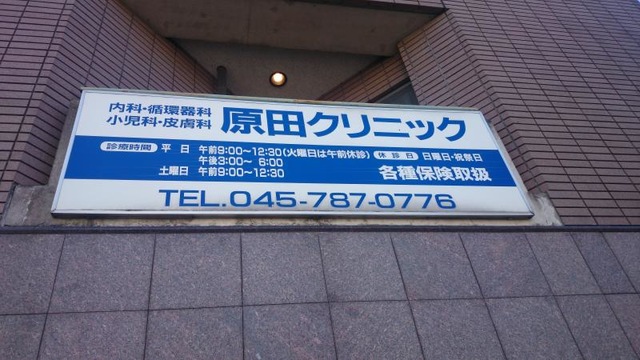 内科・循環器科
小児科・皮膚科
原田クリニック
診療時間 平日 午前9:00〜12:30(火曜日は午前休診) 休診日 日曜日・祝祭日
午後3:00〜 6:00
土曜日 午前9:00〜12:30
各種保険取扱
TEL.045-787-0776